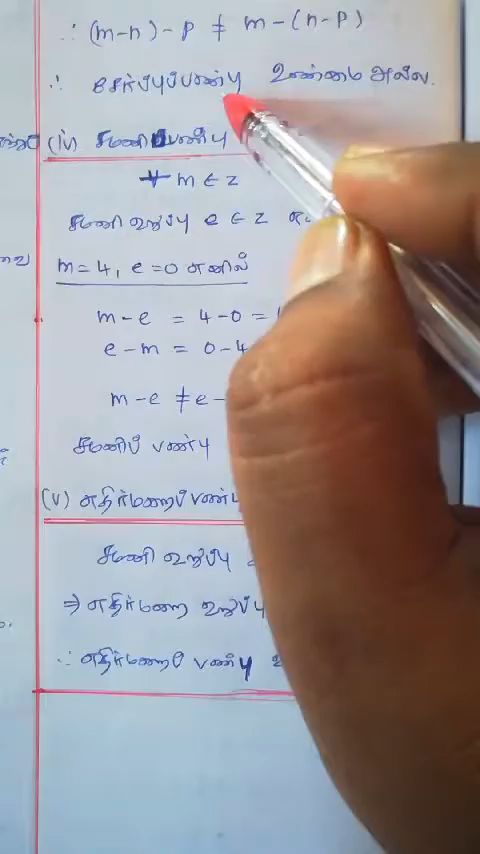 ∴ (m-n) - p ≠ m - (n-p)
∴ சேர்ப்புப்பண்பு உண்மை அல்ல.
(iv) சமனிப்பண்பு
∀ m ∈ z
சமனி உறுப்பு e ∈ z
m = 4, e = 0 எனில்
m - e = 4 - 0 =
e - m = 0 - 4
m - e ≠ e -
சமனிப் பண்பு
(v) எதிர்மறைப் பண்பு
சமனி உறுப்பு
⇒ எதிர்மறை உறுப்பு
∴ எதிர்மறைப் பண்பு உ